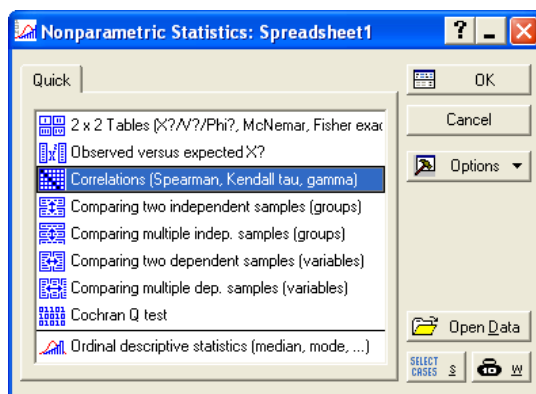 Nonparametric Statistics: Spreadsheet1
Quick
OK
Cancel
Options
2 x 2 Tables (X?/V?/Phi?, McNemar, Fisher exac
Observed versus expected X?
Correlations (Spearman, Kendall tau, gamma)
Comparing two independent samples (groups)
Comparing multiple indep. samples (groups)
Comparing two dependent samples (variables)
Comparing multiple dep. samples (variables)
Cochran Q test
Ordinal descriptive statistics (median, mode, ...)
Open Data
SELECT
CASES S
W